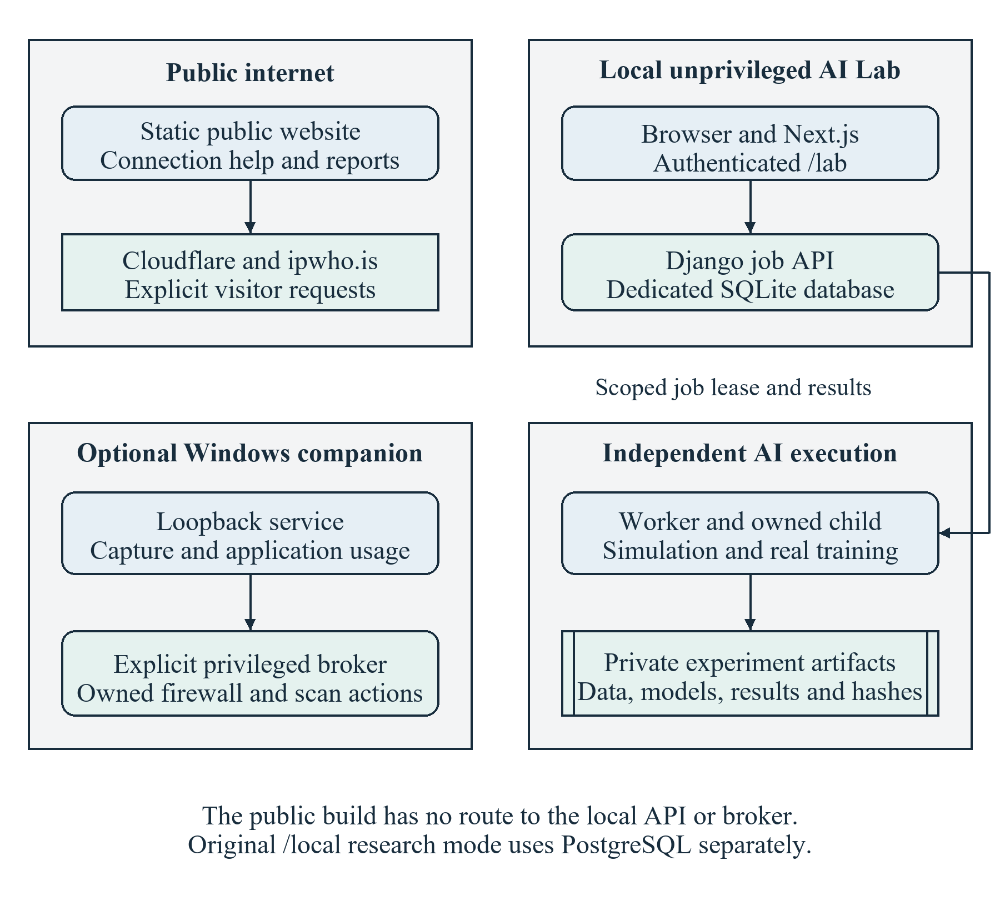 Public internet
Static public website
Connection help and reports
Cloudflare and ipwho.is
Explicit visitor requests
Local unprivileged AI Lab
Browser and Next.js
Authenticated /lab
Django job API
Dedicated SQLite database
Scoped job lease and results
Optional Windows companion
Loopback service
Capture and application usage
Explicit privileged broker
Owned firewall and scan actions
Independent AI execution
Worker and owned child
Simulation and real training
Private experiment artifacts
Data, models, results and hashes
The public build has no route to the local API or broker.
Original /local research mode uses PostgreSQL separately.